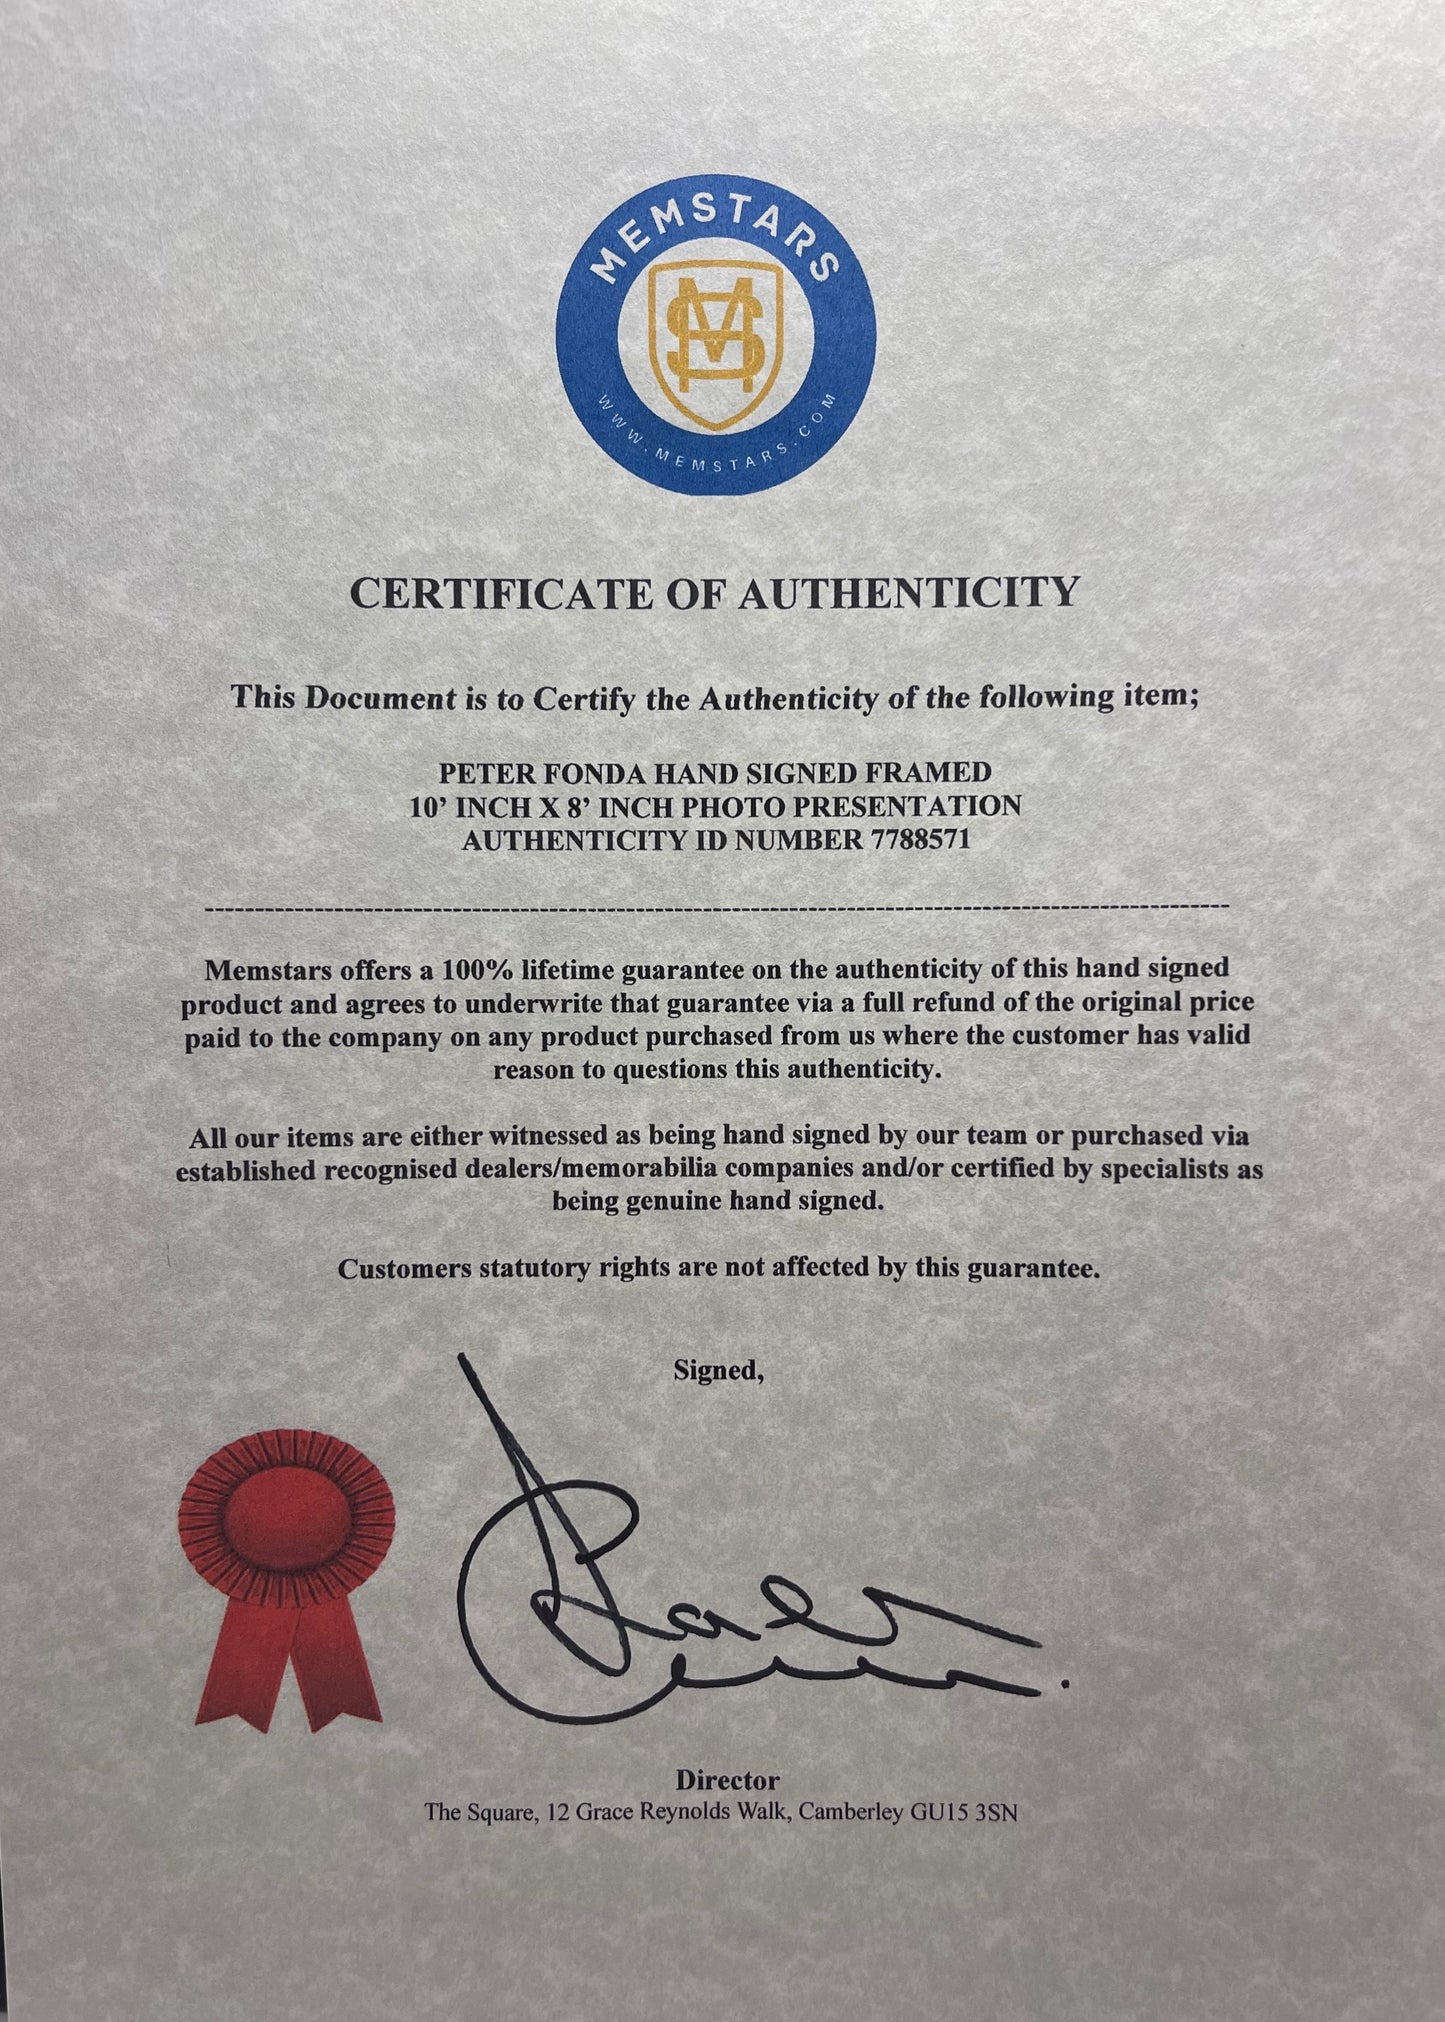 MEMSTARS
WWW.MEMSTARS.COM
CERTIFICATE OF AUTHENTICITY
This Document is to Certify the Authenticity of the following item;
PETER FONDA HAND SIGNED FRAMED
10’ INCH X 8’ INCH PHOTO PRESENTATION
AUTHENTICITY ID NUMBER 7788571
Memstars offers a 100% lifetime guarantee on the authenticity of this hand signed
product and agrees to underwrite that guarantee via a full refund of the original price
paid to the company on any product purchased from us where the customer has valid
reason to questions this authenticity.
All our items are either witnessed as being hand signed by our team or purchased via
established recognised dealers/memorabilia companies and/or certified by specialists as
being genuine hand signed.
Customers statutory rights are not affected by this guarantee.
Signed,
Director
The Square, 12 Grace Reynolds Walk, Camberley GU15 3SN